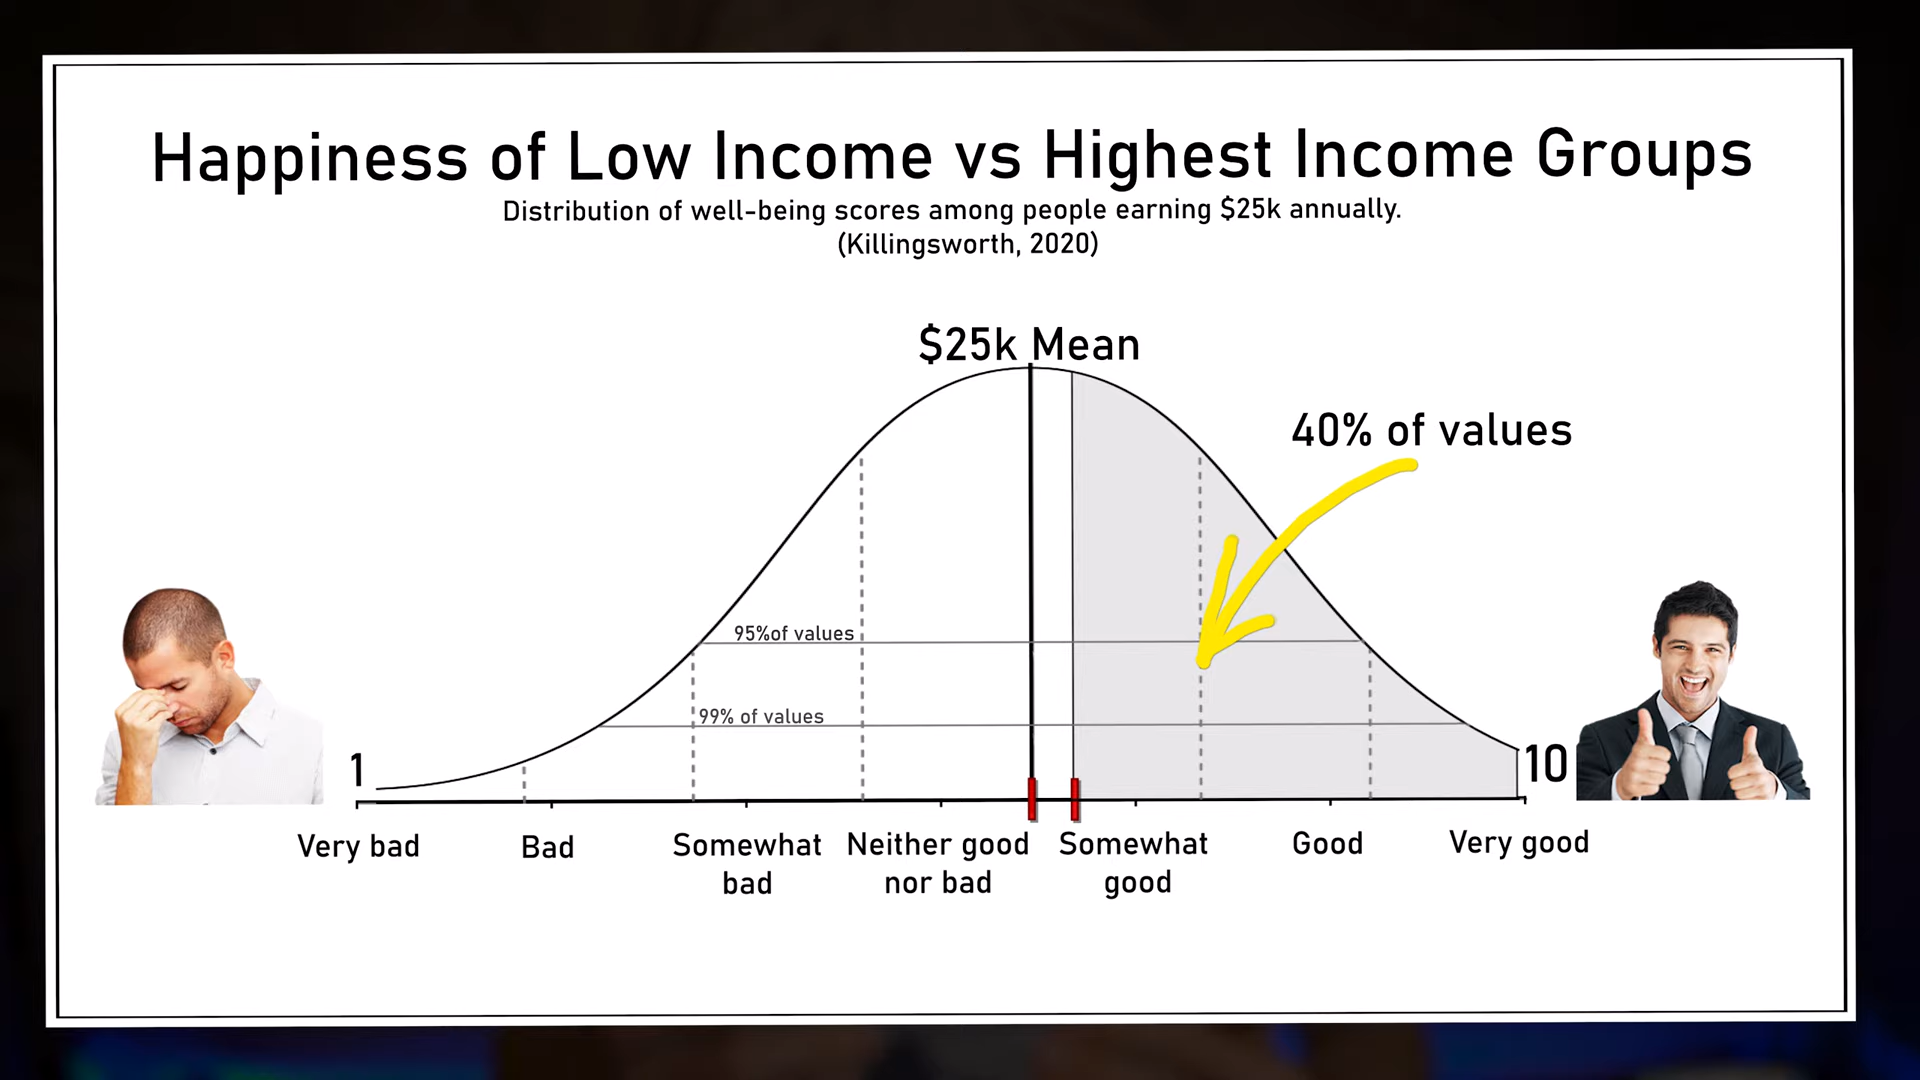 Happiness of Low Income vs Highest Income Groups
Distribution of well-being scores among people earning $25k annually.
(Killingsworth, 2020)
$25k Mean
40% of values
95%of values
99% of values
1
10
Very bad
Bad
Somewhat
bad
Neither good
nor bad
Somewhat
good
Good
Very good